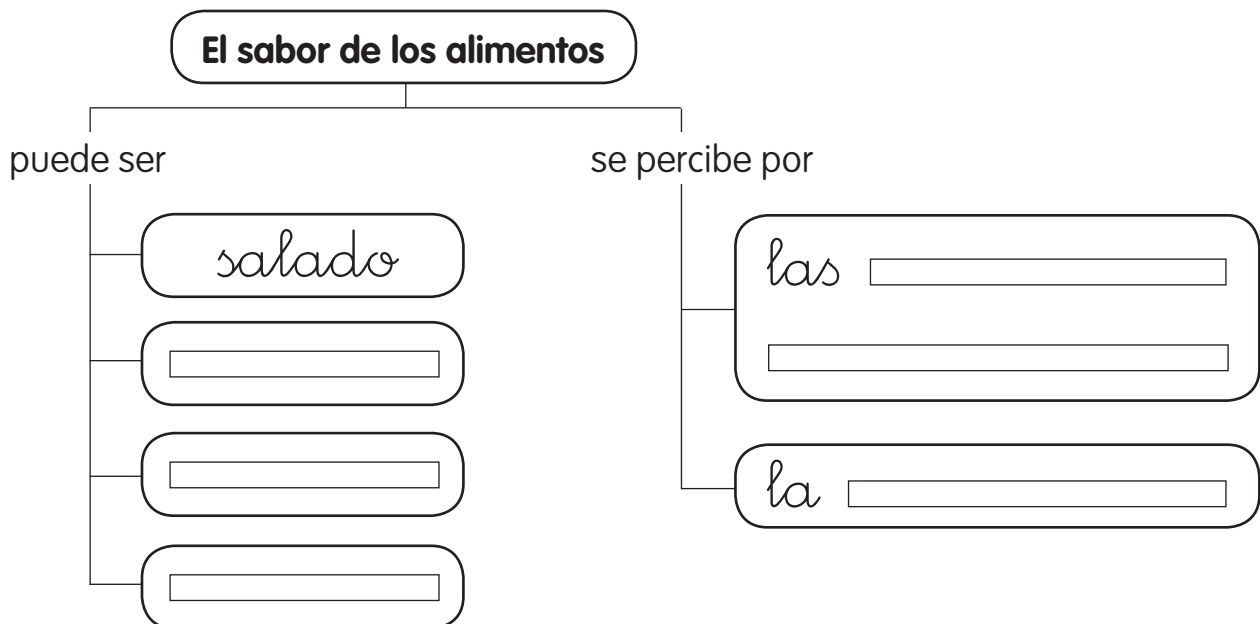 El sabor de los alimentos
puede ser
se percibe por
salado
las
la